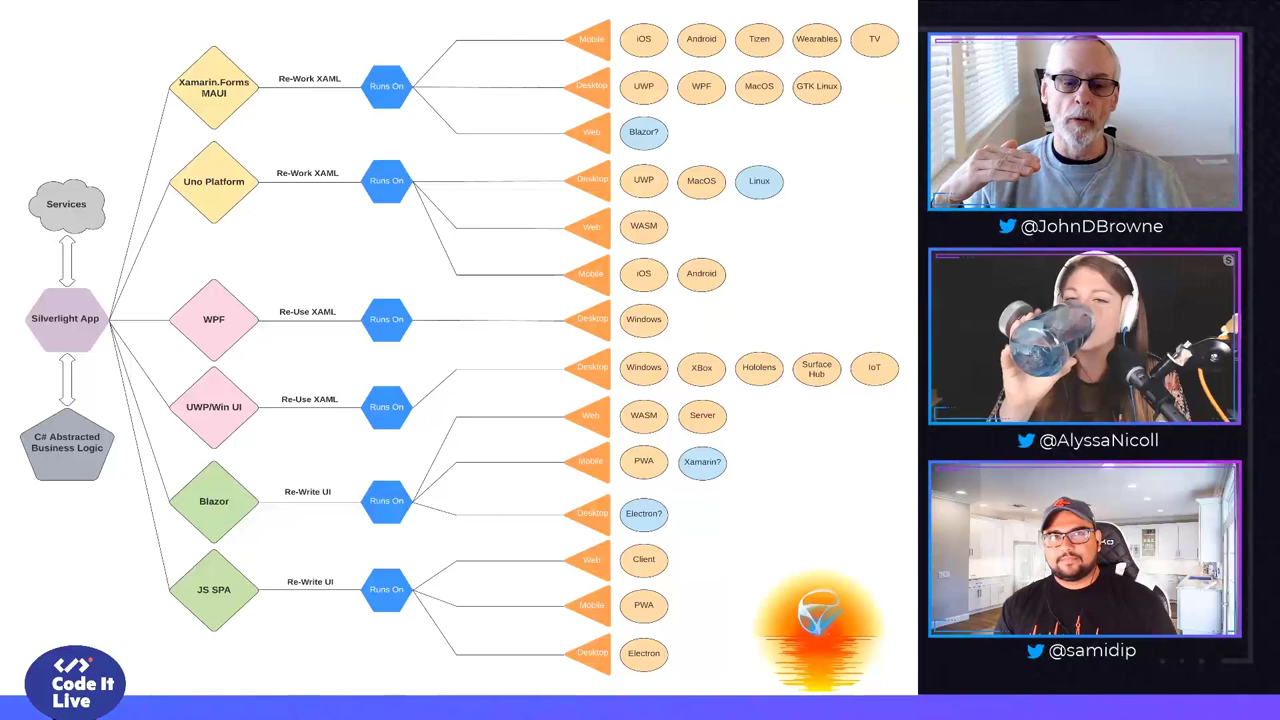 Services
Silverlight App
C# Abstracted
Business Logic
Xamarin.Forms
MAUI
Re-Work XAML
Runs On
Mobile
iOS
Android
Tizen
Wearables
TV
Desktop
UWP
WPF
MacOS
GTK Linux
Web
Blazor?
Uno Platform
Re-Work XAML
Runs On
Desktop
UWP
MacOS
Linux
Web
WASM
Mobile
iOS
Android
WPF
Re-Use XAML
Runs On
Desktop
Windows
UWP/Win UI
Re-Use XAML
Runs On
Desktop
Windows
XBox
Hololens
Surface
Hub
IoT
Blazor
Re-Write UI
Runs On
Web
WASM
Server
Mobile
PWA
Xamarin?
Desktop
Electron?
JS SPA
Re-Write UI
Runs On
Web
Client
Mobile
PWA
Desktop
Electron
Code It
Live
@JohnDBrowne
@AlyssaNicoll
@samidip